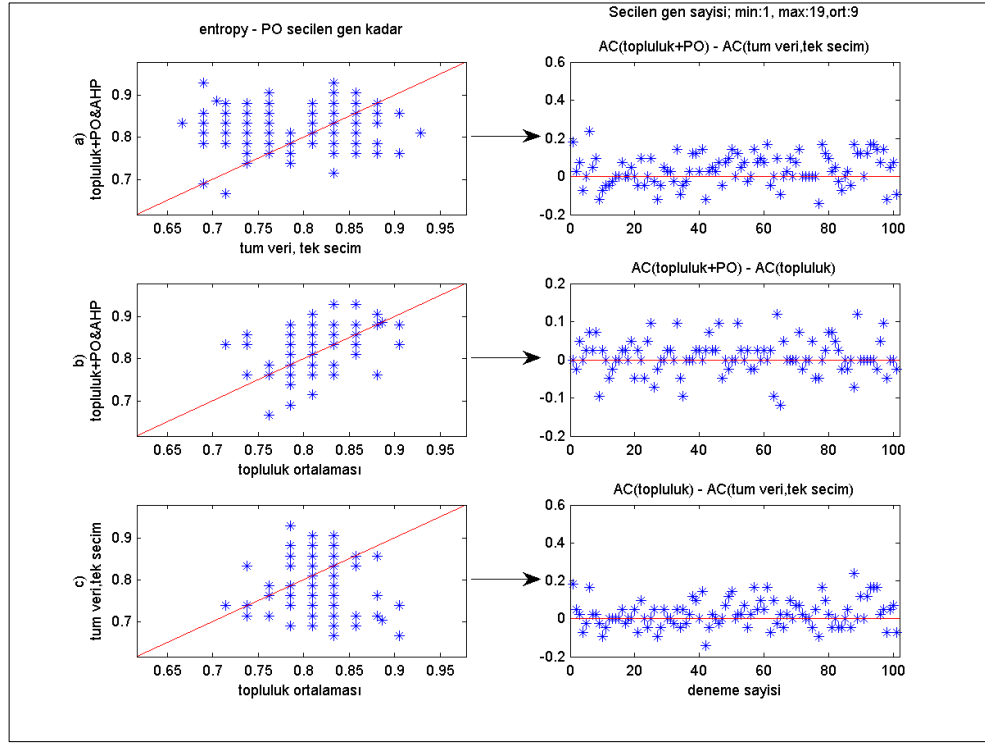 entropy - PO secilen gen kadar
Secilen gen sayisi; min:1, max:19,ort:9
a)
topluluk+PO&AHP
0.9
0.8
0.7
0.65 0.7 0.75 0.8 0.85 0.9 0.95
tum veri, tek secim
AC(topluluk+PO) - AC(tum veri,tek secim)
0.6
0.4
0.2
0
-0.2
0 20 40 60 80 100
b)
topluluk+PO&AHP
0.9
0.8
0.7
0.65 0.7 0.75 0.8 0.85 0.9 0.95
topluluk ortalaması
AC(topluluk+PO) - AC(topluluk)
0.2
0.1
0
-0.1
-0.2
0 20 40 60 80 100
c)
tum veri,tek secim
0.9
0.8
0.7
0.65 0.7 0.75 0.8 0.85 0.9 0.95
topluluk ortalaması
AC(topluluk) - AC(tum veri,tek secim)
0.6
0.4
0.2
0
-0.2
0 20 40 60 80 100
deneme sayisi